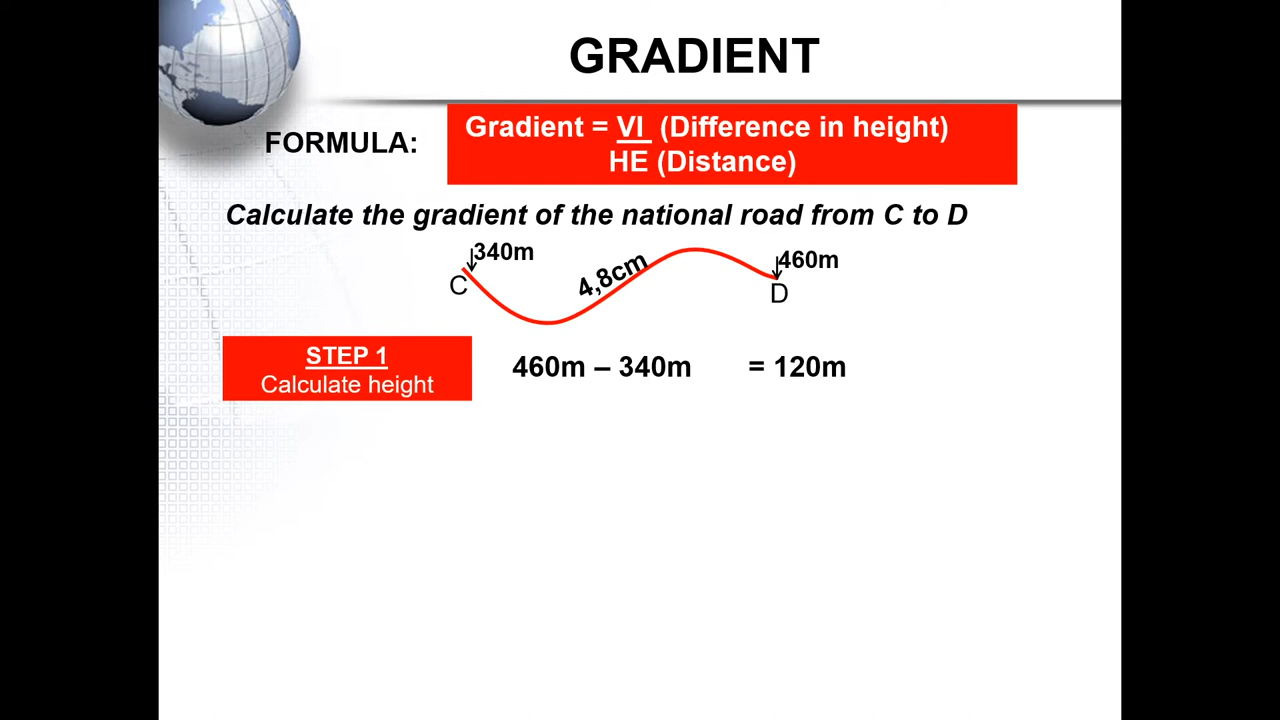 GRADIENT
FORMULA:
Gradient = VI (Difference in height)
HE (Distance)
Calculate the gradient of the national road from C to D
340m
460m
4,8cm
C
D
STEP 1
Calculate height
460m – 340m = 120m